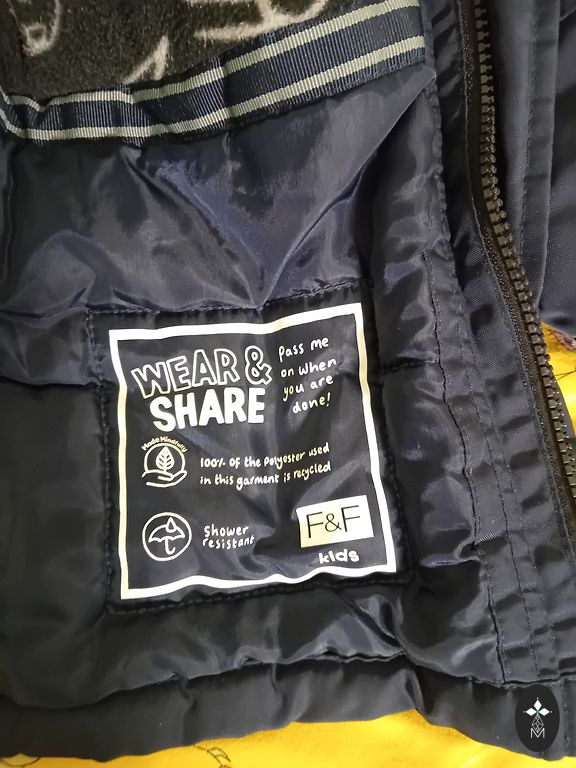 WEAR &
SHARE
Pass me
on when
you are
done!
Made Mindfully
100% of the Polyester used
in this garment is recycled
Shower
resistant
F&F
kids
M